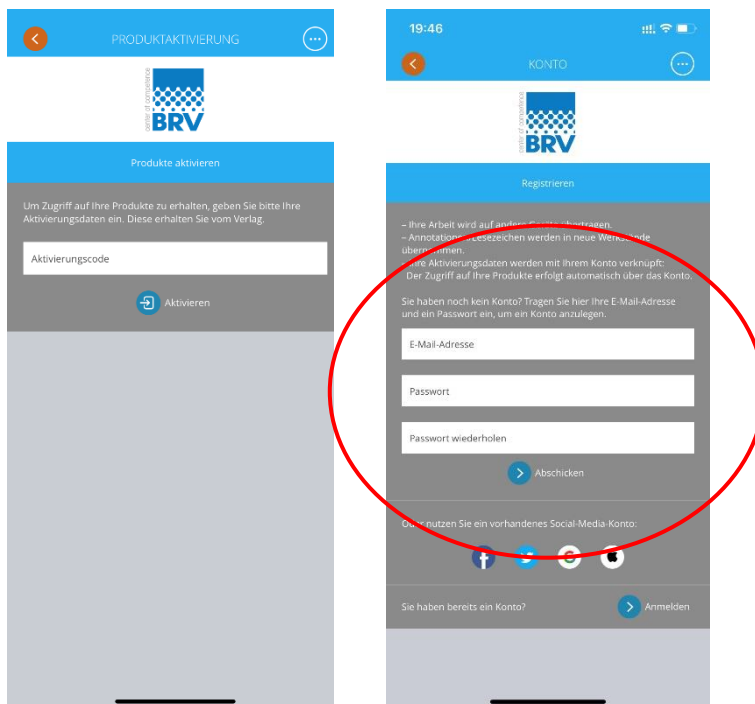 PRODUKTAKTIVIERUNG
center of competence
BRV
Produkte aktivieren
Um Zugriff auf Ihre Produkte zu erhalten, geben Sie bitte Ihre
Aktivierungsdaten ein. Diese erhalten Sie vom Verlag.
Aktivierungscode
Aktivieren
19:46
KONTO
center of competence
BRV
Registrieren
– Ihre Arbeit wird auf andere Geräte übertragen.
– Annotationen, Lesezeichen werden in neue Werkstände
übernommen.
– Ihre Aktivierungsdaten werden mit Ihrem Konto verknüpft:
Der Zugriff auf Ihre Produkte erfolgt automatisch über das Konto.
Sie haben noch kein Konto? Tragen Sie hier Ihre E-Mail-Adresse
und ein Passwort ein, um ein Konto anzulegen.
E-Mail-Adresse
Passwort
Passwort wiederholen
Abschicken
Oder nutzen Sie ein vorhandenes Social-Media-Konto:
Sie haben bereits ein Konto?
Anmelden